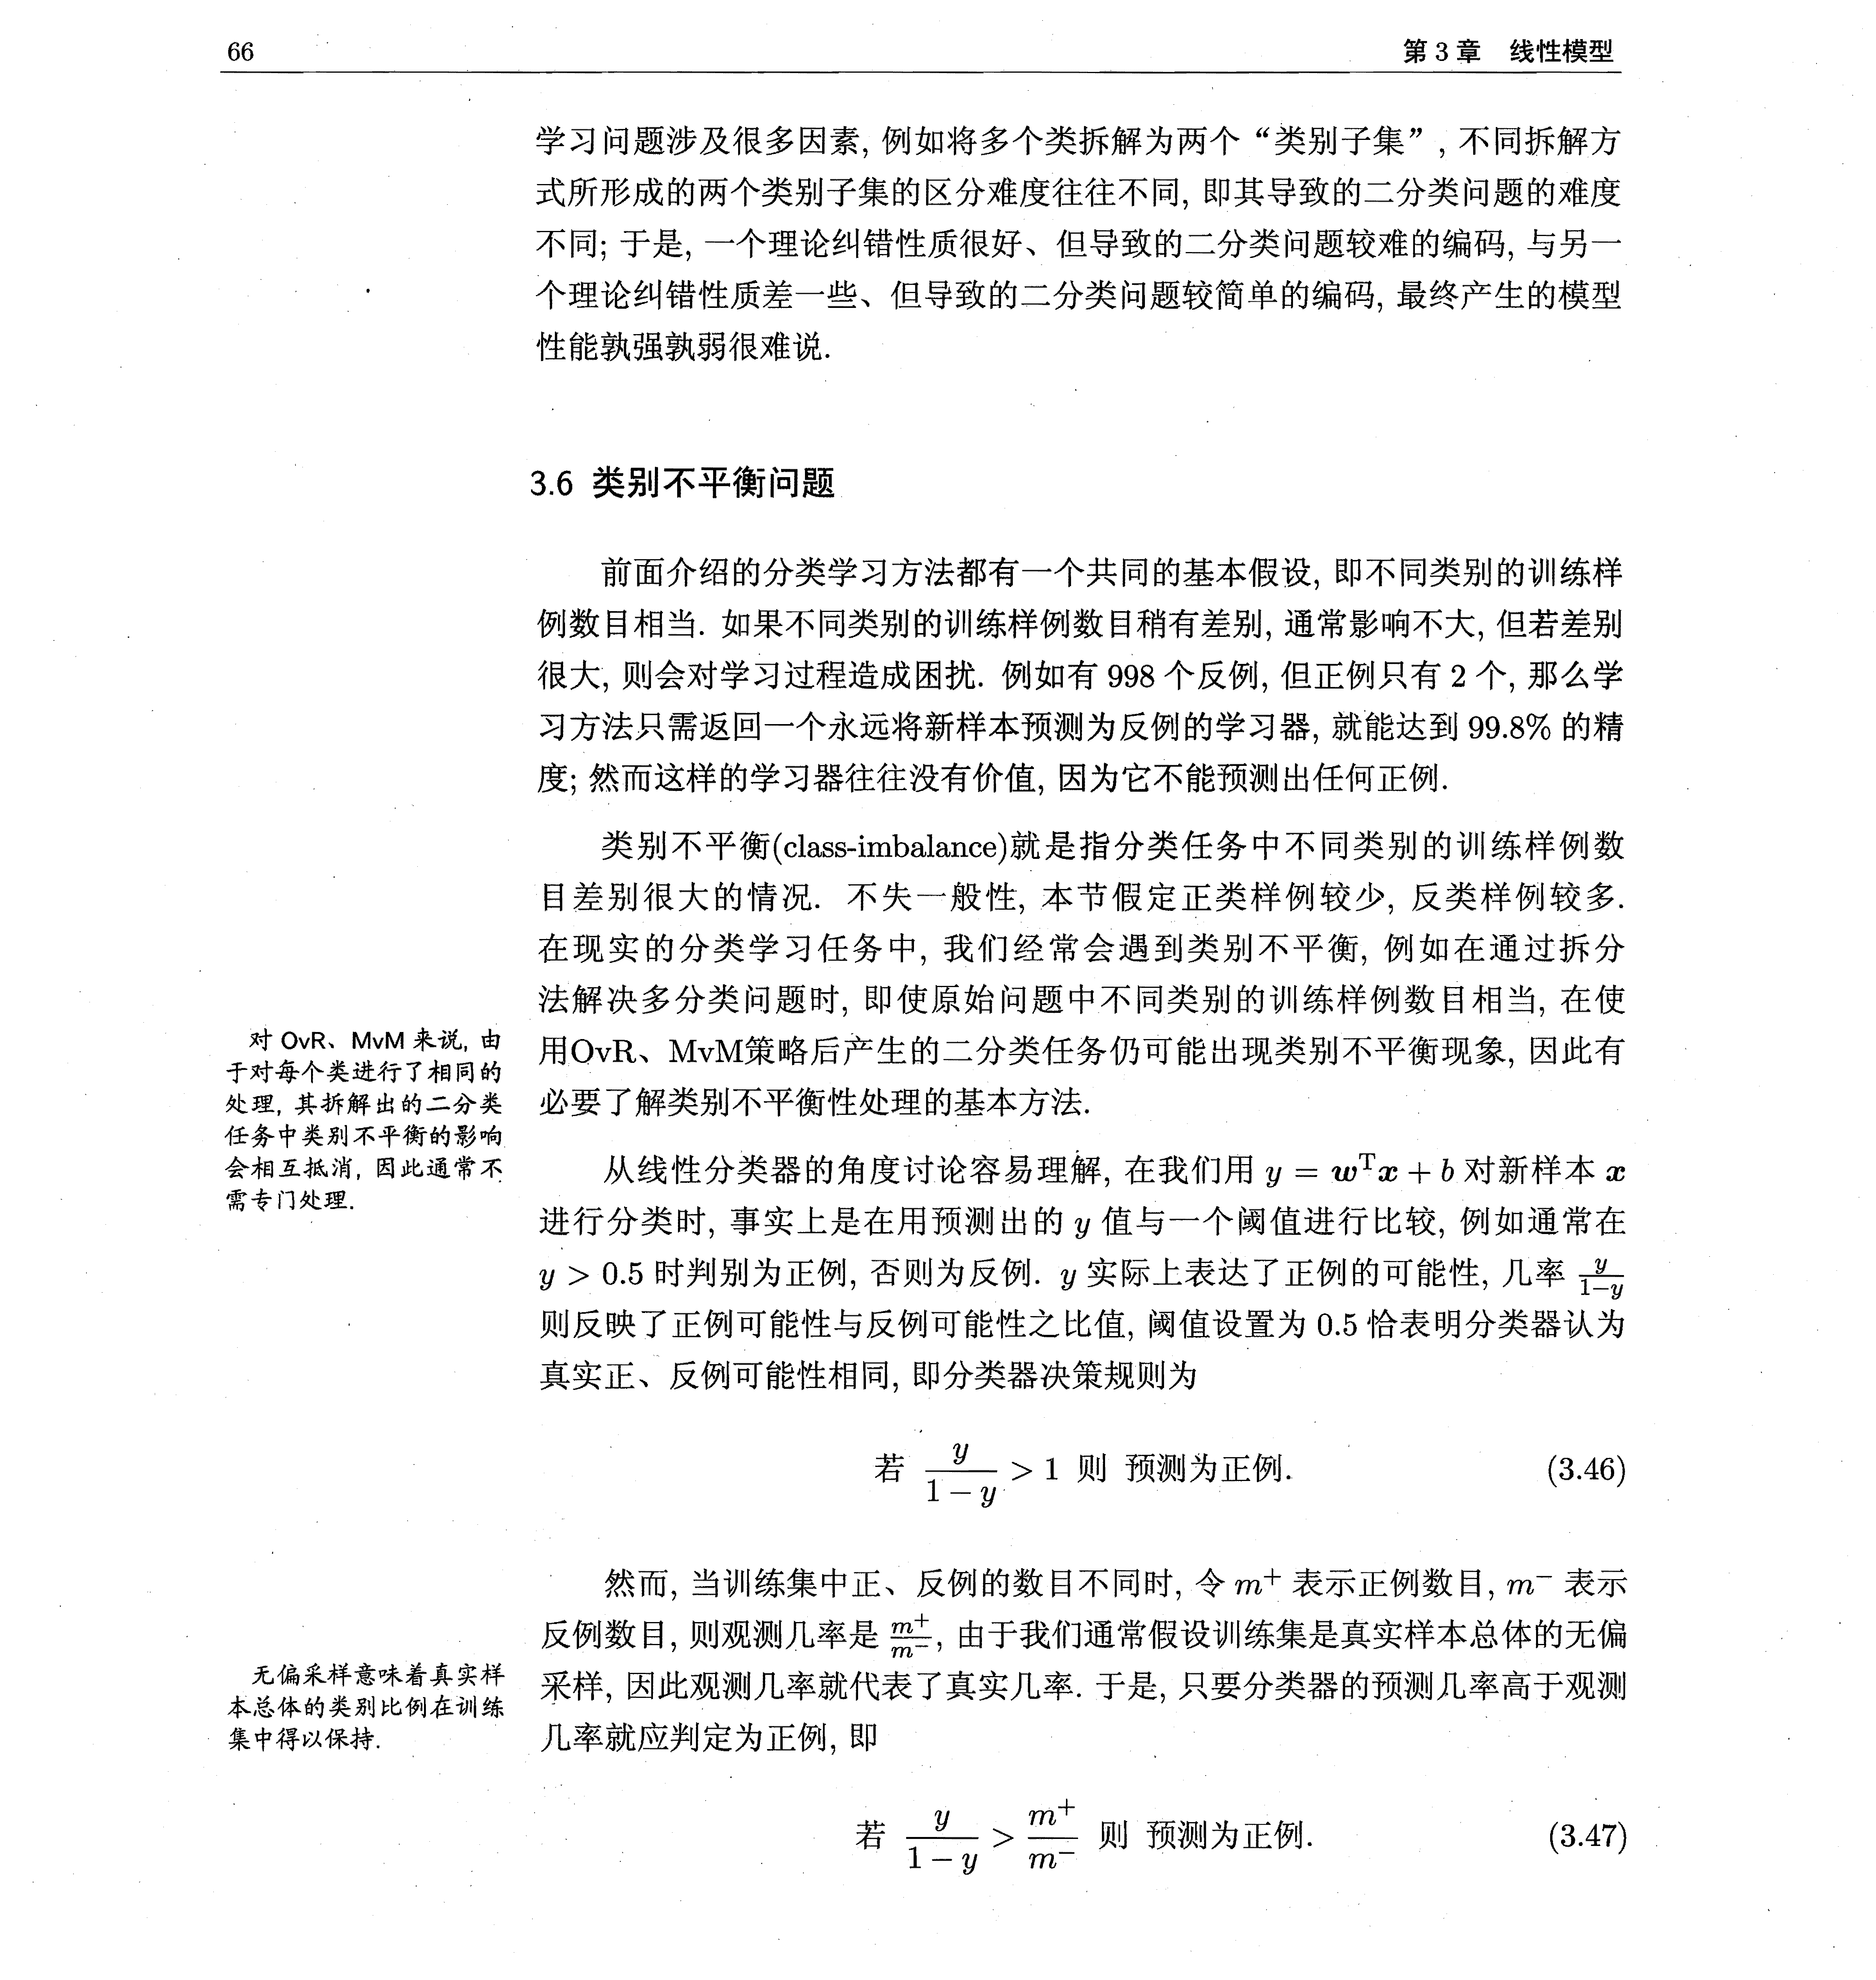 66
第 3 章 线性模型
学习问题涉及很多因素, 例如将多个类拆解为两个 “类别子集” , 不同拆解方
式所形成的两个类别子集的区分难度往往不同, 即其导致的二分类问题的难度
不同; 于是, 一个理论纠错性质很好、但导致的二分类问题较难的编码, 与另一
个理论纠错性质差一些、但导致的二分类问题较简单的编码, 最终产生的模型
性能孰强孰弱很难说.
3.6 类别不平衡问题
前面介绍的分类学习方法都有一个共同的基本假设, 即不同类别的训练样
例数目相当. 如果不同类别的训练样例数目稍有差别, 通常影响不大, 但若差别
很大, 则会对学习过程造成困扰. 例如有 998 个反例, 但正例只有 2 个, 那么学
习方法只需返回一个永远将新样本预测为反例的学习器, 就能达到 99.8% 的精
度; 然而这样的学习器往往没有价值, 因为它不能预测出任何正例.
类别不平衡(class-imbalance)就是指分类任务中不同类别的训练样例数
目差别很大的情况. 不失一般性, 本节假定正类样例较少, 反类样例较多.
在现实的分类学习任务中, 我们经常会遇到类别不平衡, 例如在通过拆分
法解决多分类问题时, 即使原始问题中不同类别的训练样例数目相当, 在使
用OvR、MvM策略后产生的二分类任务仍可能出现类别不平衡现象, 因此有
必要了解类别不平衡性处理的基本方法.
对 OvR、MvM 来说, 由
于对每个类进行了相同的
处理, 其拆解出的二分类
任务中类别不平衡的影响
会相互抵消, 因此通常不
需专门处理.
从线性分类器的角度讨论容易理解, 在我们用 y = wᵀx + b 对新样本 x
进行分类时, 事实上是在用预测出的 y 值与一个阈值进行比较, 例如通常在
y > 0.5 时判别为正例, 否则为反例. y 实际上表达了正例的可能性, 几率 y/(1−y)
则反映了正例可能性与反例可能性之比值, 阈值设置为 0.5 恰表明分类器认为
真实正、反例可能性相同, 即分类器决策规则为
若 y/(1 − y) > 1 则 预测为正例. (3.46)
然而, 当训练集中正、反例的数目不同时, 令 m⁺ 表示正例数目, m⁻ 表示
反例数目, 则观测几率是 m⁺/m⁻, 由于我们通常假设训练集是真实样本总体的无偏
采样, 因此观测几率就代表了真实几率. 于是, 只要分类器的预测几率高于观测
几率就应判定为正例, 即
无偏采样意味着真实样
本总体的类别比例在训练
集中得以保持.
若 y/(1 − y) > m⁺/m⁻ 则 预测为正例. (3.47)